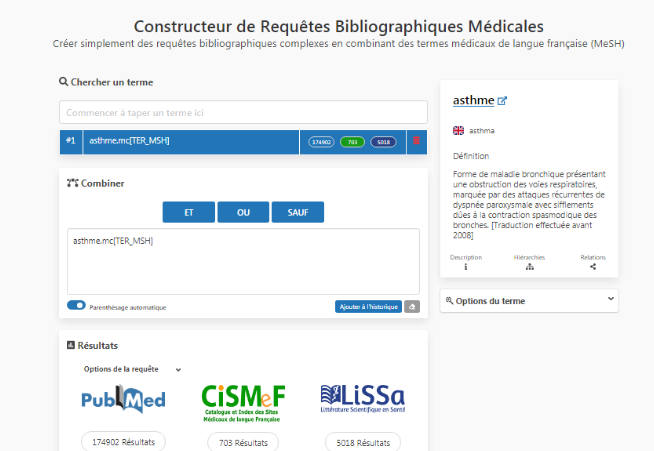 Constructeur de Requêtes Bibliographiques Médicales
Créer simplement des requêtes bibliographiques complexes en combinant des termes médicaux de langue française (MeSH)
Chercher un terme
Commencer à taper un terme ici
#1 asthme.mc[TER_MSH] 174902 703 5018
Combiner
ET OU SAUF
asthme.mc[TER_MSH]
Parenthésage automatique
Ajouter à l'historique
Résultats
Options de la requête
PubMed
CiSMeF
Catalogue et Index des Sites
Médicaux de langue Française
LiSSa
Littérature Scientifique en Santé
174902 Résultats
703 Résultats
5018 Résultats
asthme
asthma
Définition
Forme de maladie bronchique présentant
une obstruction des voies respiratoires,
marquée par des attaques récurrentes de
dyspnée paroxysmale avec sifflements
dûes à la contraction spasmodique des
bronches. [Traduction effectuée avant
2008]
Description Hiérarchies Relations
Options du terme